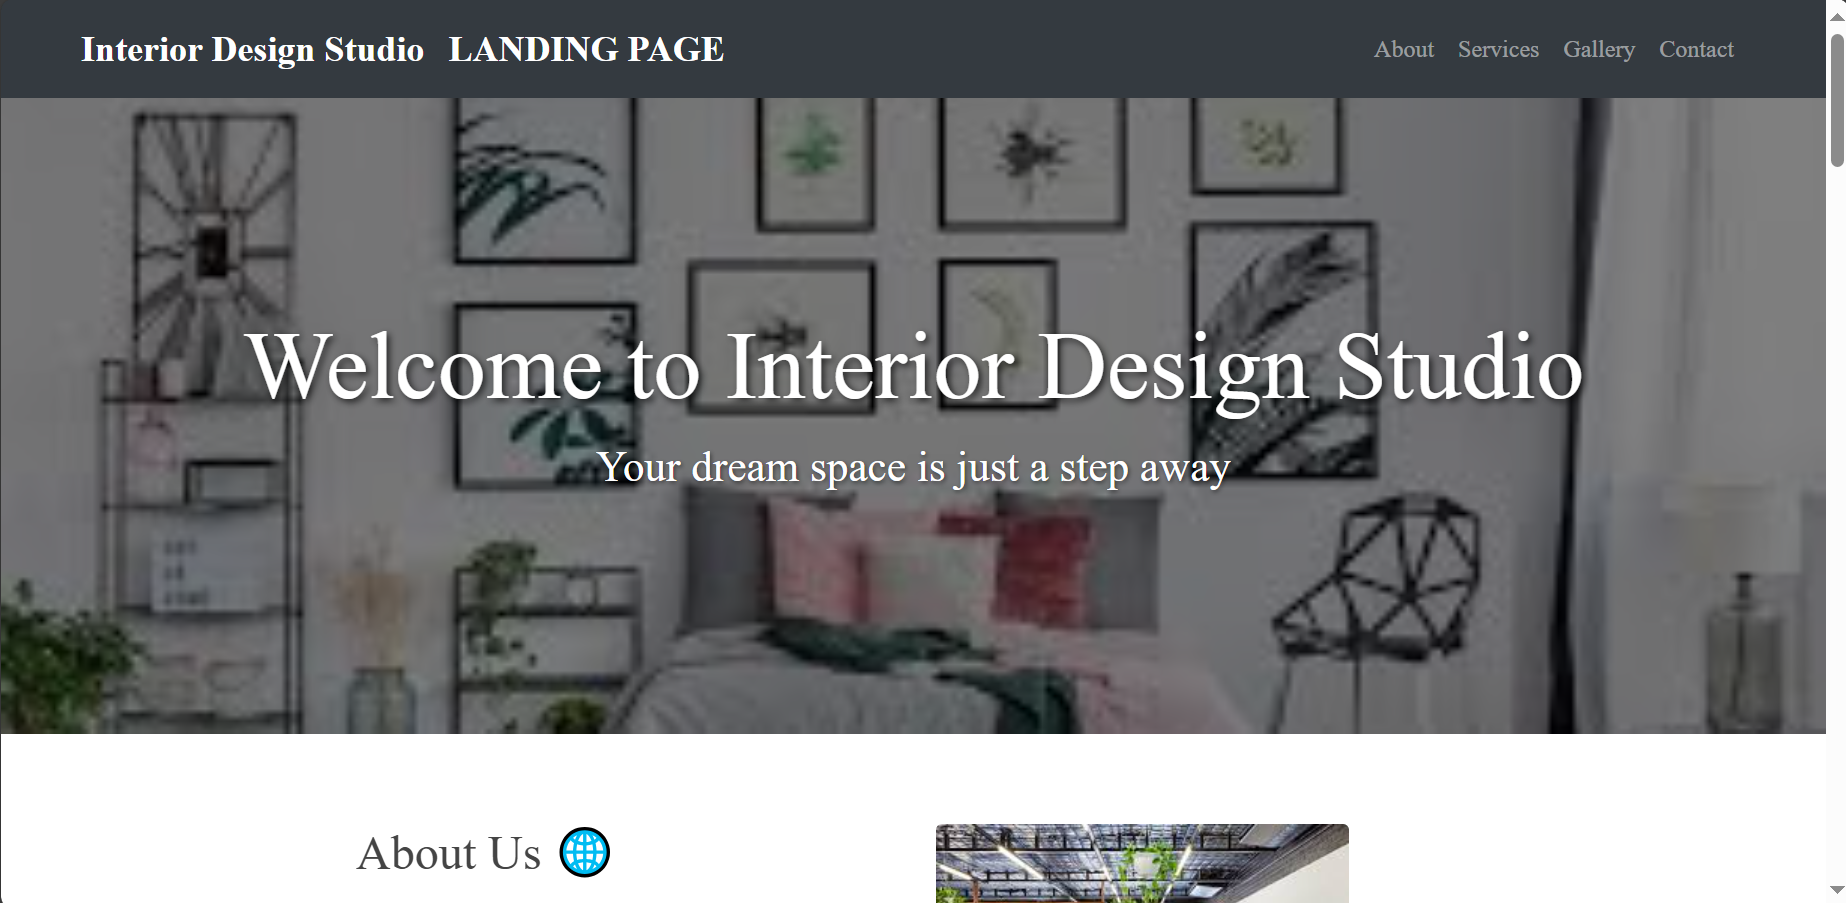 Interior Design Studio LANDING PAGE
About Services Gallery Contact
Welcome to Interior Design Studio
Your dream space is just a step away
About Us